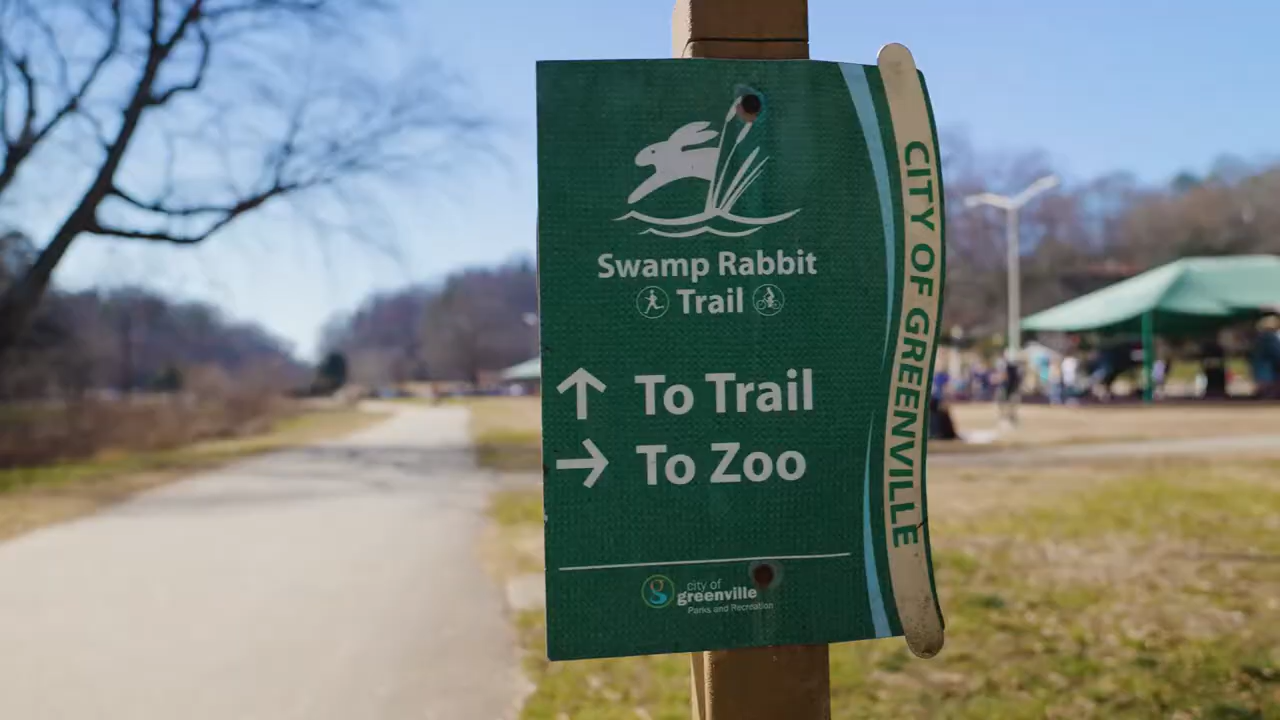 Swamp Rabbit
Trail
To Trail
To Zoo
city of
greenville
Parks and Recreation
CITY OF GREENVILLE